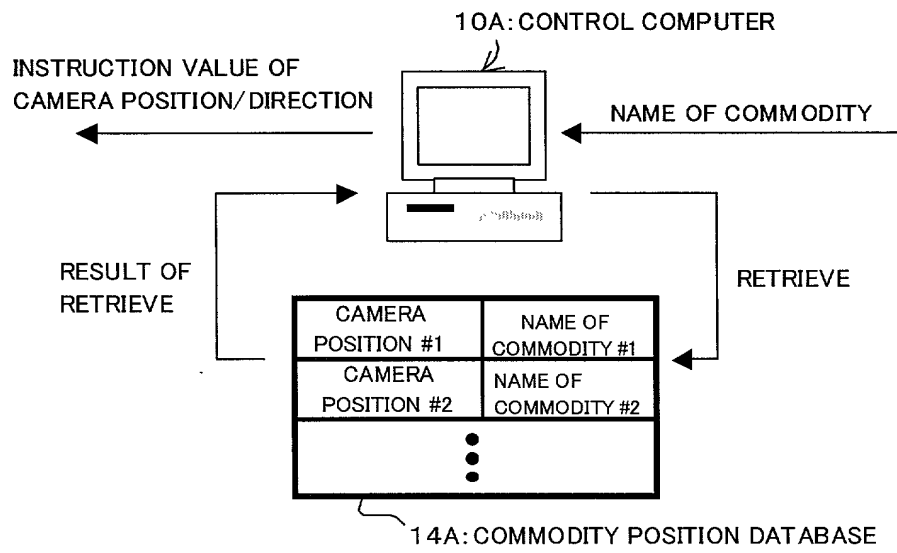 10A: CONTROL COMPUTER
INSTRUCTION VALUE OF
CAMERA POSITION/DIRECTION
NAME OF COMMODITY
RESULT OF
RETRIEVE
RETRIEVE
CAMERA
POSITION #1
NAME OF
COMMODITY #1
CAMERA
POSITION #2
NAME OF
COMMODITY #2
14A: COMMODITY POSITION DATABASE